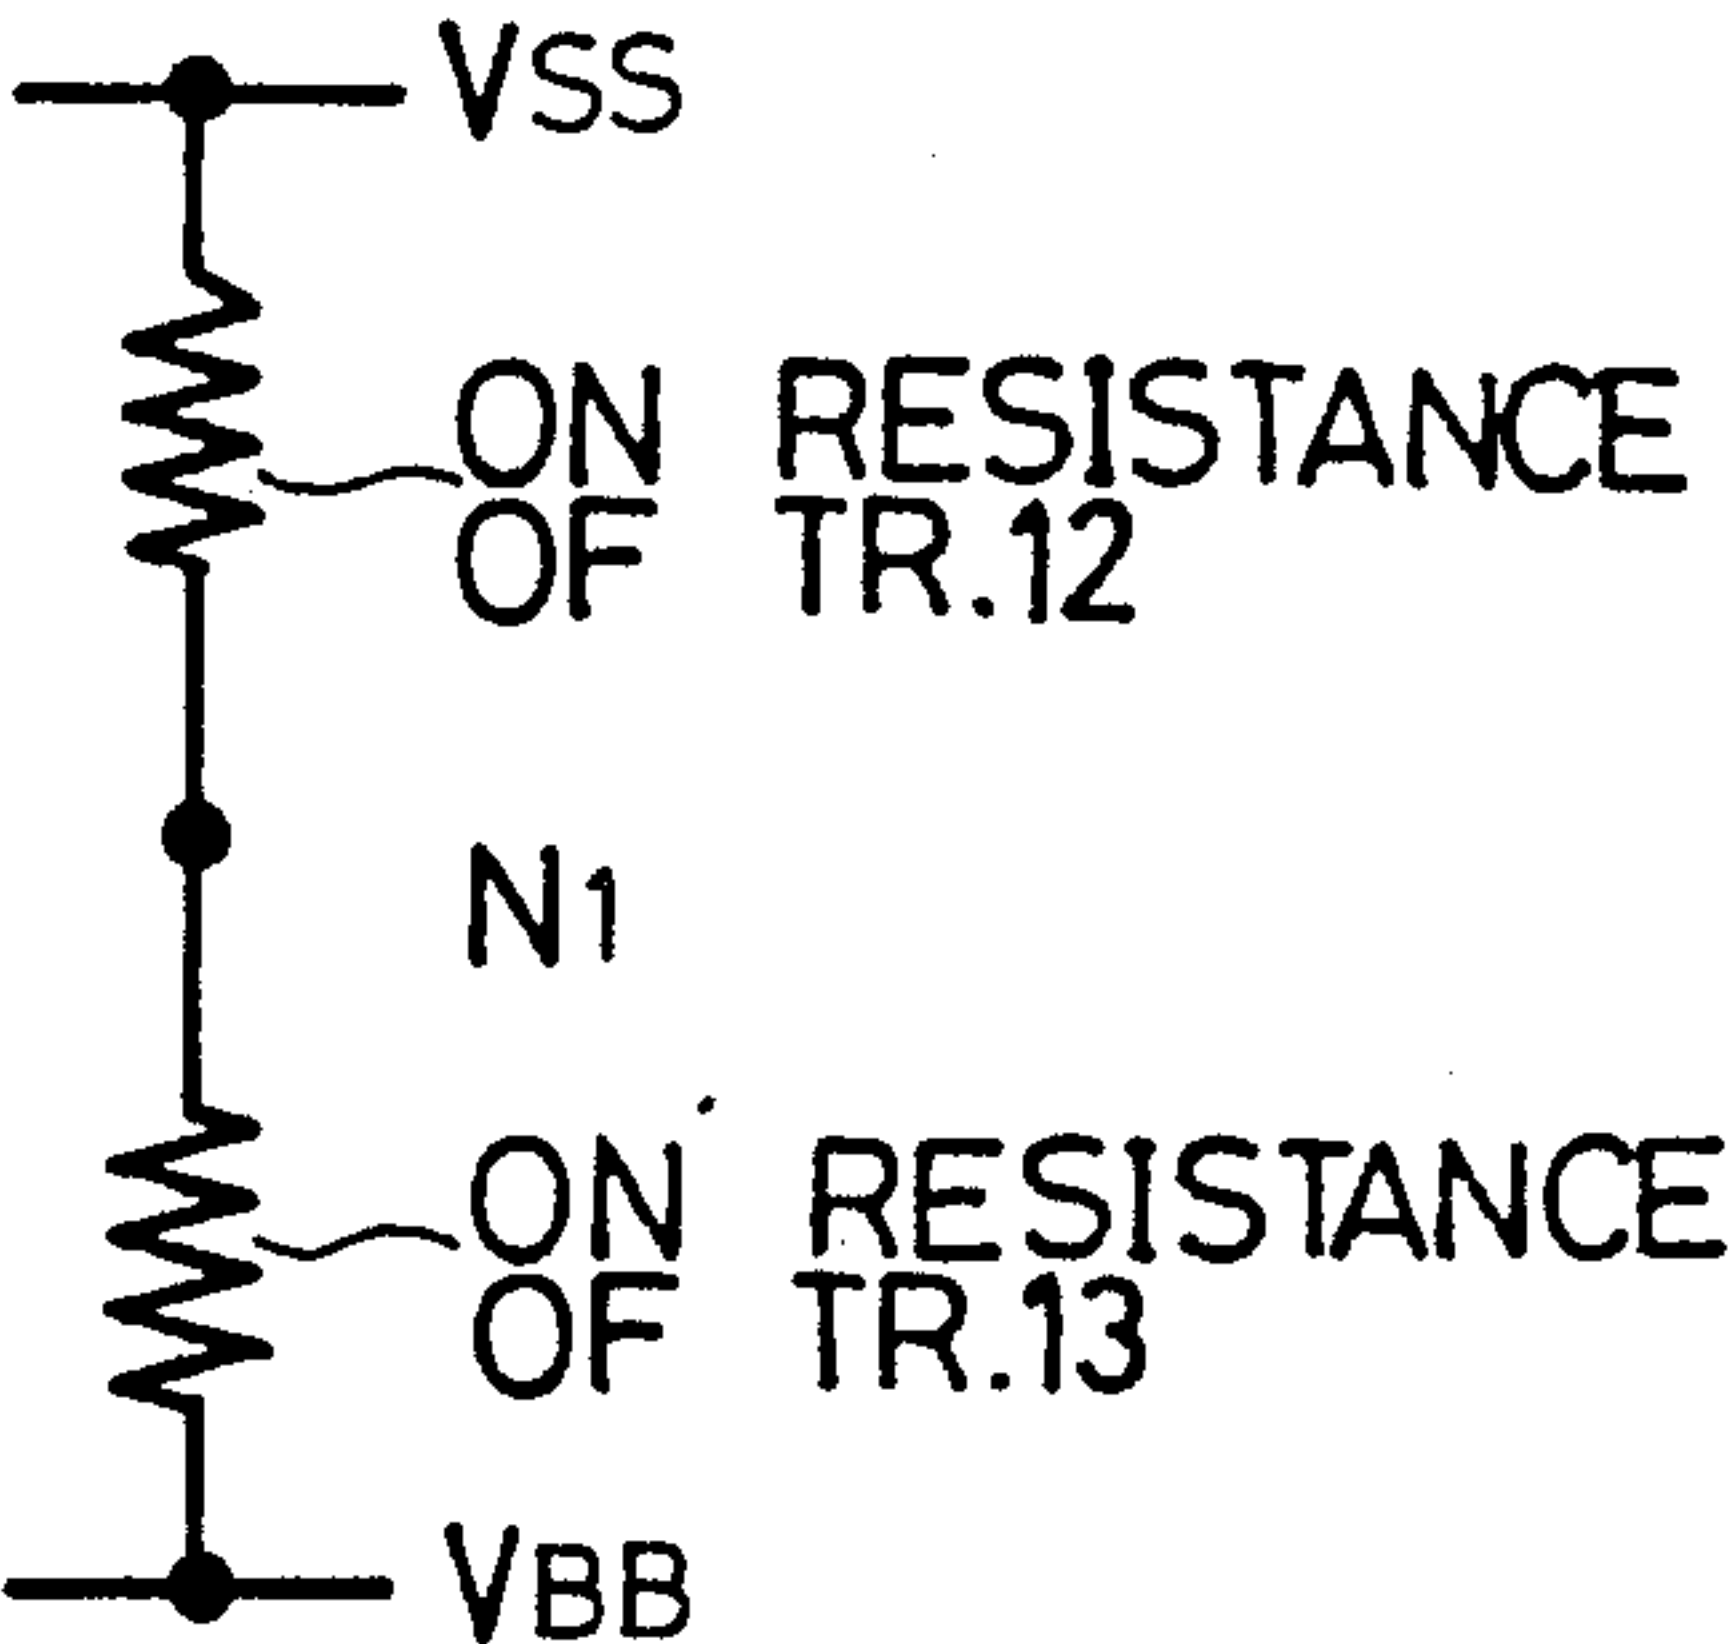 VSS
ON RESISTANCE
OF TR.12
N1
ON RESISTANCE
OF TR.13
VBB